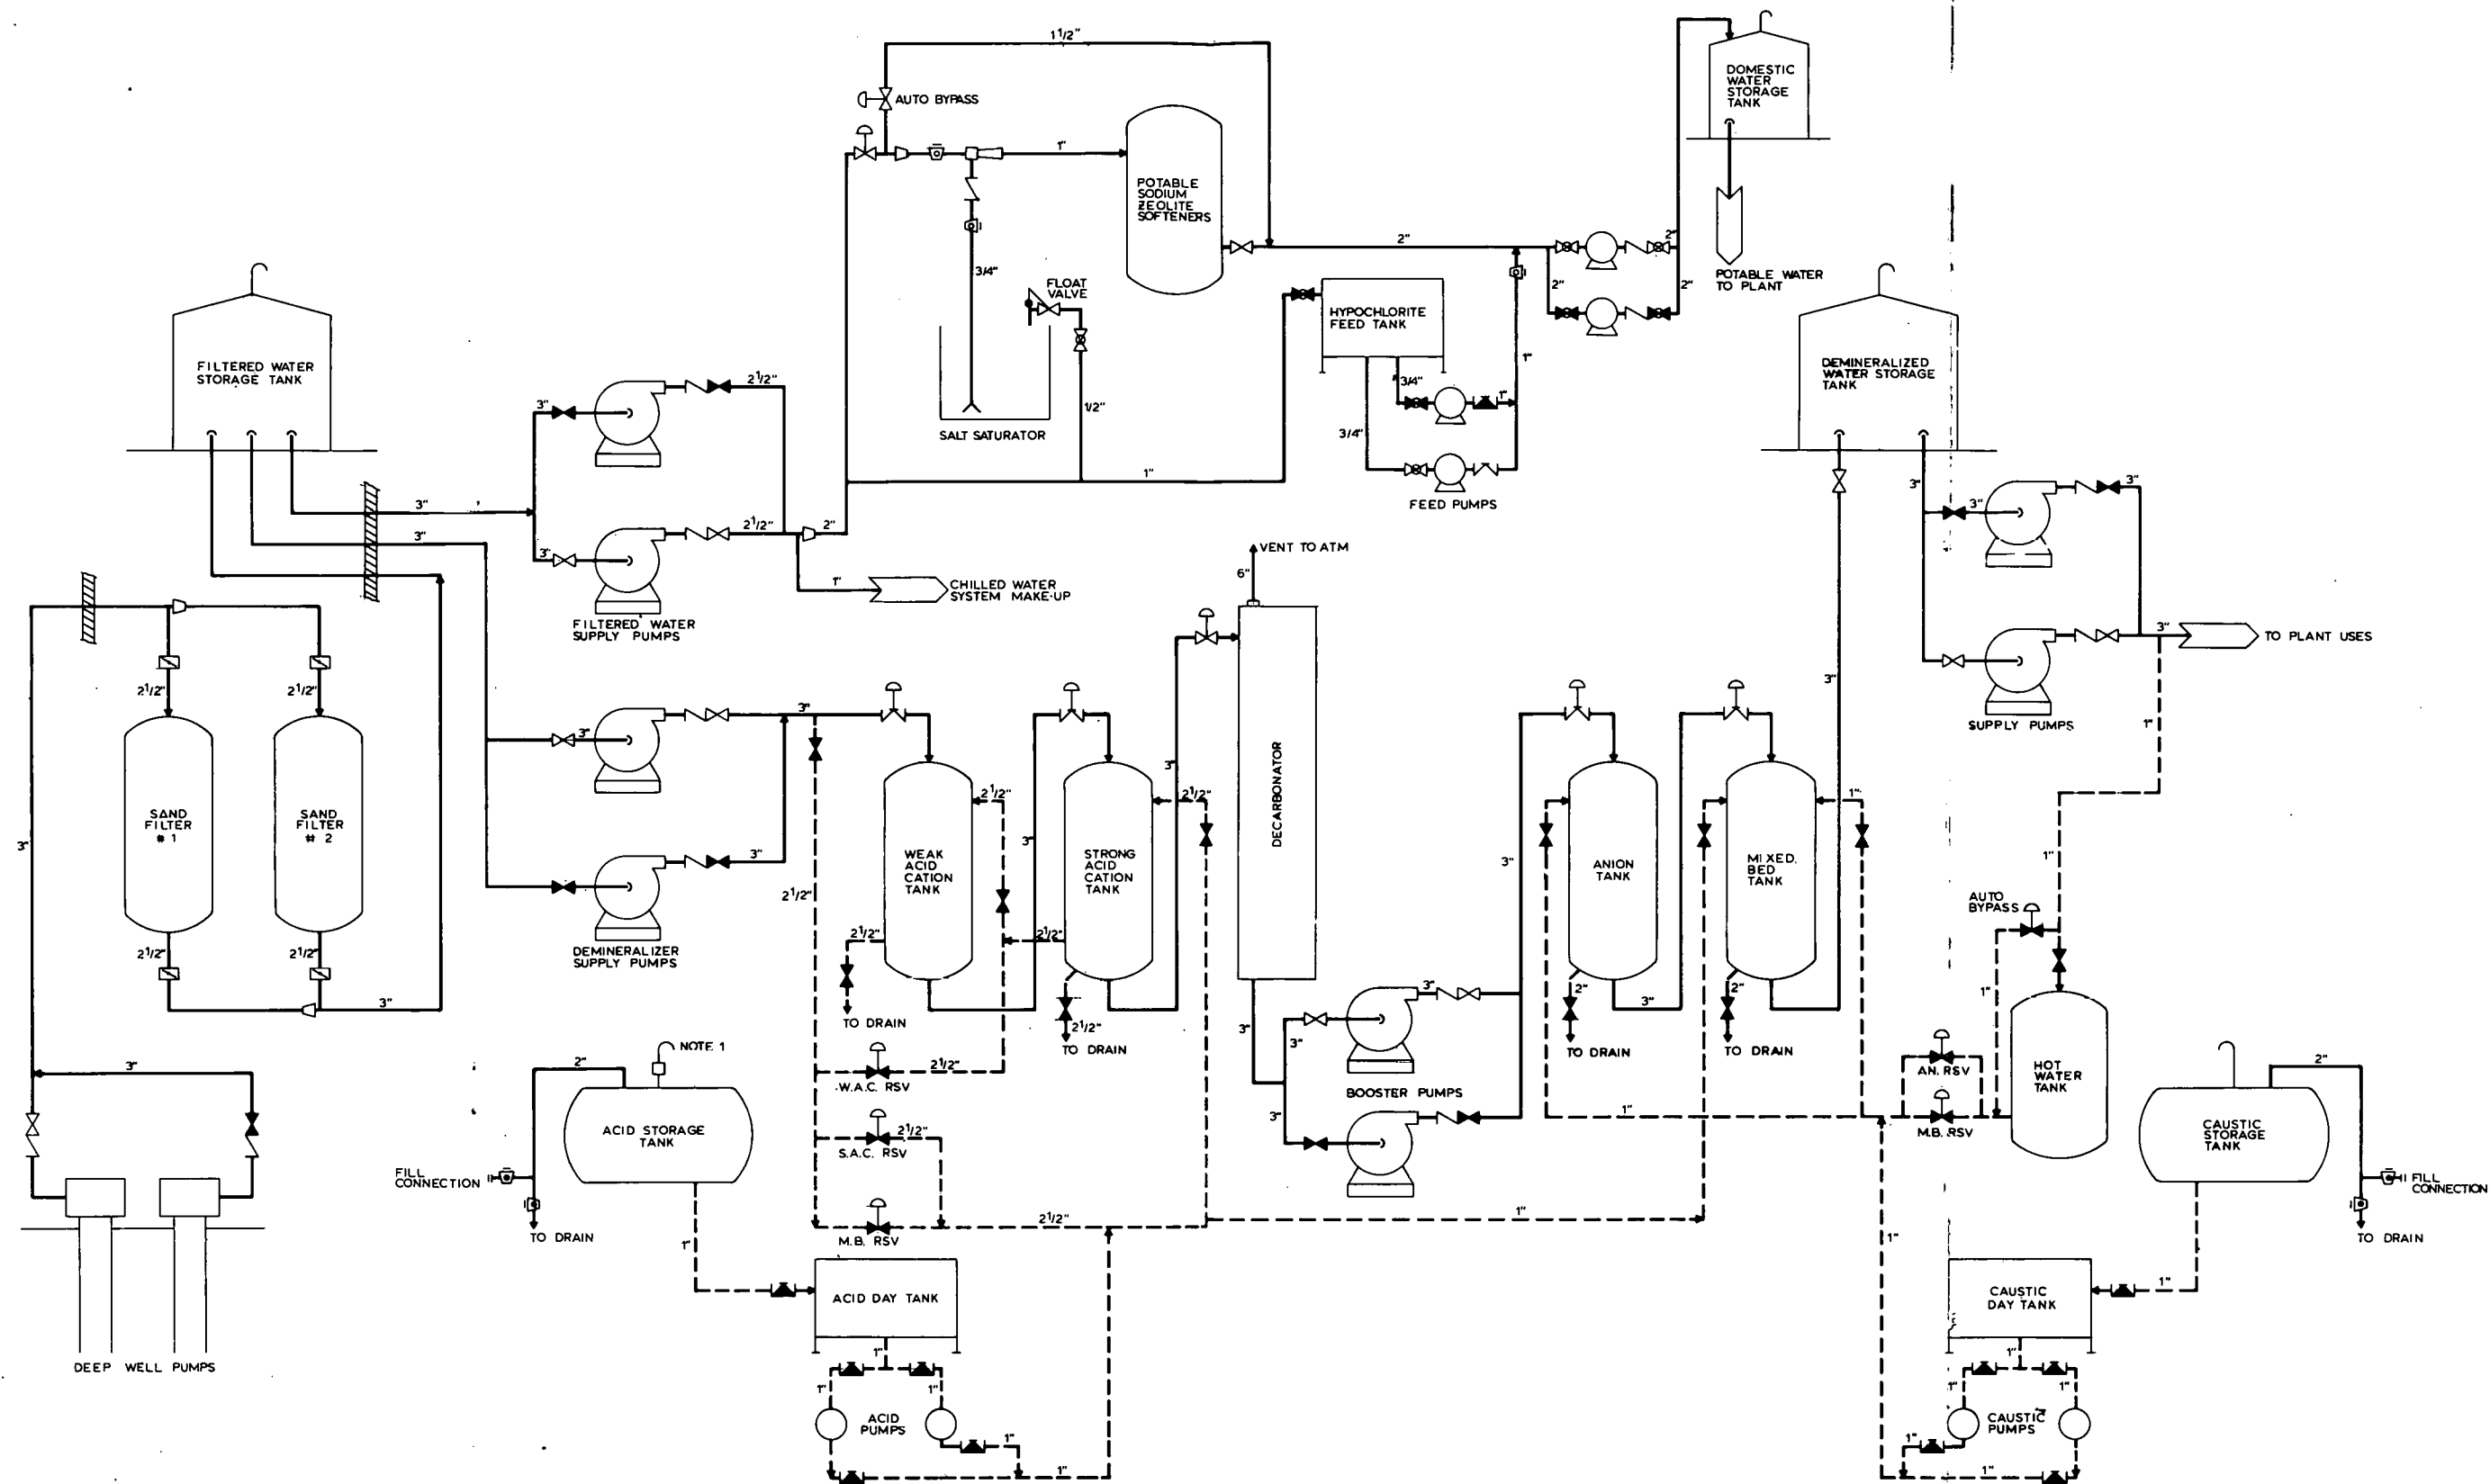 1 1/2"
AUTO BYPASS
1"
POTABLE
SODIUM
ZEOLITE
SOFTENERS
DOMESTIC
WATER
STORAGE
TANK
3/4"
FLOAT
VALVE
2"
2"
2"
2"
POTABLE WATER
TO PLANT
HYPOCHLORITE
FEED TANK
1"
3/4"
1"
3/4"
FEED PUMPS
1/2"
SALT SATURATOR
1"
FILTERED WATER
STORAGE TANK
3"
3"
3"
2 1/2"
3"
2 1/2"
2"
1"
CHILLED WATER
SYSTEM MAKE-UP
FILTERED WATER
SUPPLY PUMPS
DEMINERALIZED
WATER STORAGE
TANK
3"
3"
3"
3"
TO PLANT USES
SUPPLY PUMPS
1"
3"
VENT TO ATM
6"
DECARBONATOR
2 1/2"
2 1/2"
SAND
FILTER
# 1
SAND
FILTER
# 2
3"
2 1/2"
2 1/2"
3"
3"
DEEP WELL PUMPS
3"
3"
3"
DEMINERALIZER
SUPPLY PUMPS
2 1/2"
2 1/2"
WEAK
ACID
CATION
TANK
3"
STRONG
ACID
CATION
TANK
3"
2 1/2"
2 1/2"
2 1/2"
TO DRAIN
2 1/2"
TO DRAIN
2 1/2"
W.A.C. RSV
2 1/2"
S.A.C. RSV
M.B. RSV
2 1/2"
NOTE 1
2"
ACID STORAGE
TANK
FILL
CONNECTION
TO DRAIN
1"
ACID DAY TANK
1"
1"
1"
ACID
PUMPS
1"
1"
3"
3"
3"
3"
BOOSTER PUMPS
3"
ANION
TANK
MIXED
BED
TANK
1"
2"
3"
2"
TO DRAIN
TO DRAIN
1"
1"
1"
AUTO
BYPASS
1"
AN. RSV
M.B. RSV
HOT
WATER
TANK
2"
CAUSTIC
STORAGE
TANK
FILL
CONNECTION
TO DRAIN
1"
1"
CAUSTIC
DAY TANK
1"
1"
1"
CAUSTIC
PUMPS
1"
1"